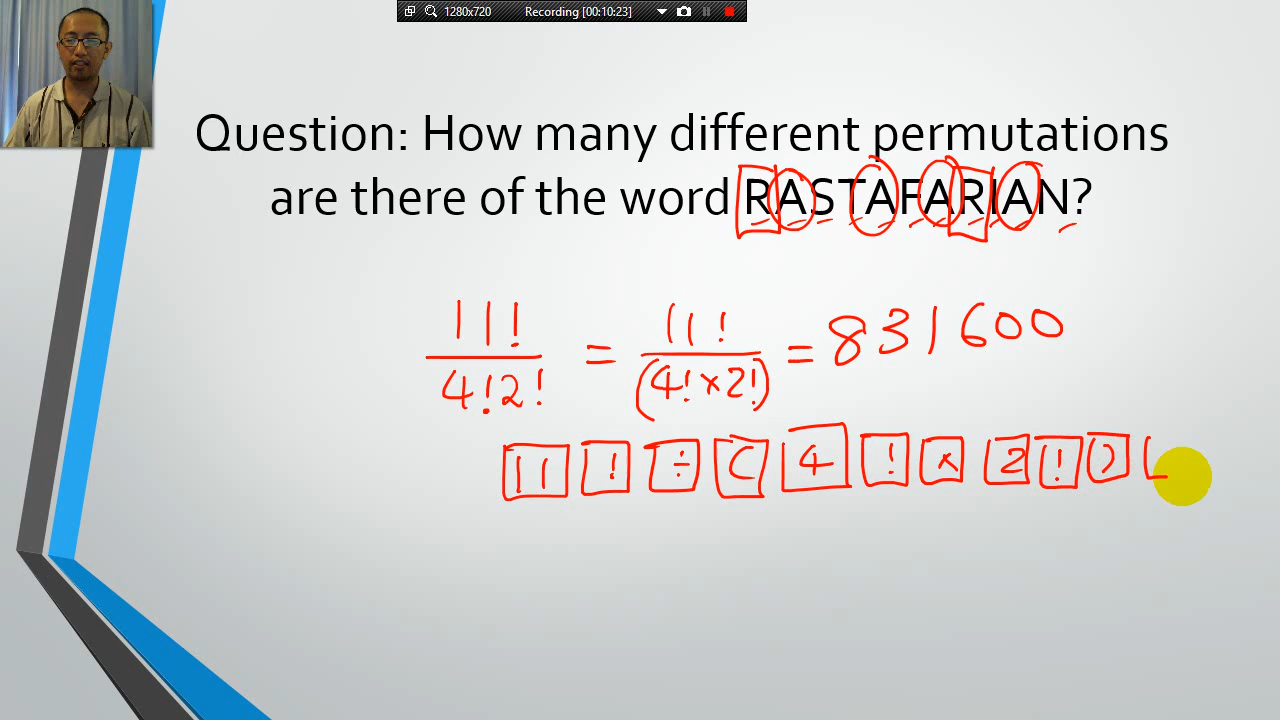 1280x720 Recording [00:10:23]
Question: How many different permutations
are there of the word RASTAFARIAN?
11! / 4!2! = 11! / (4!×2!) = 831600
11 ! ÷ ( 4 ! × 2 ! )